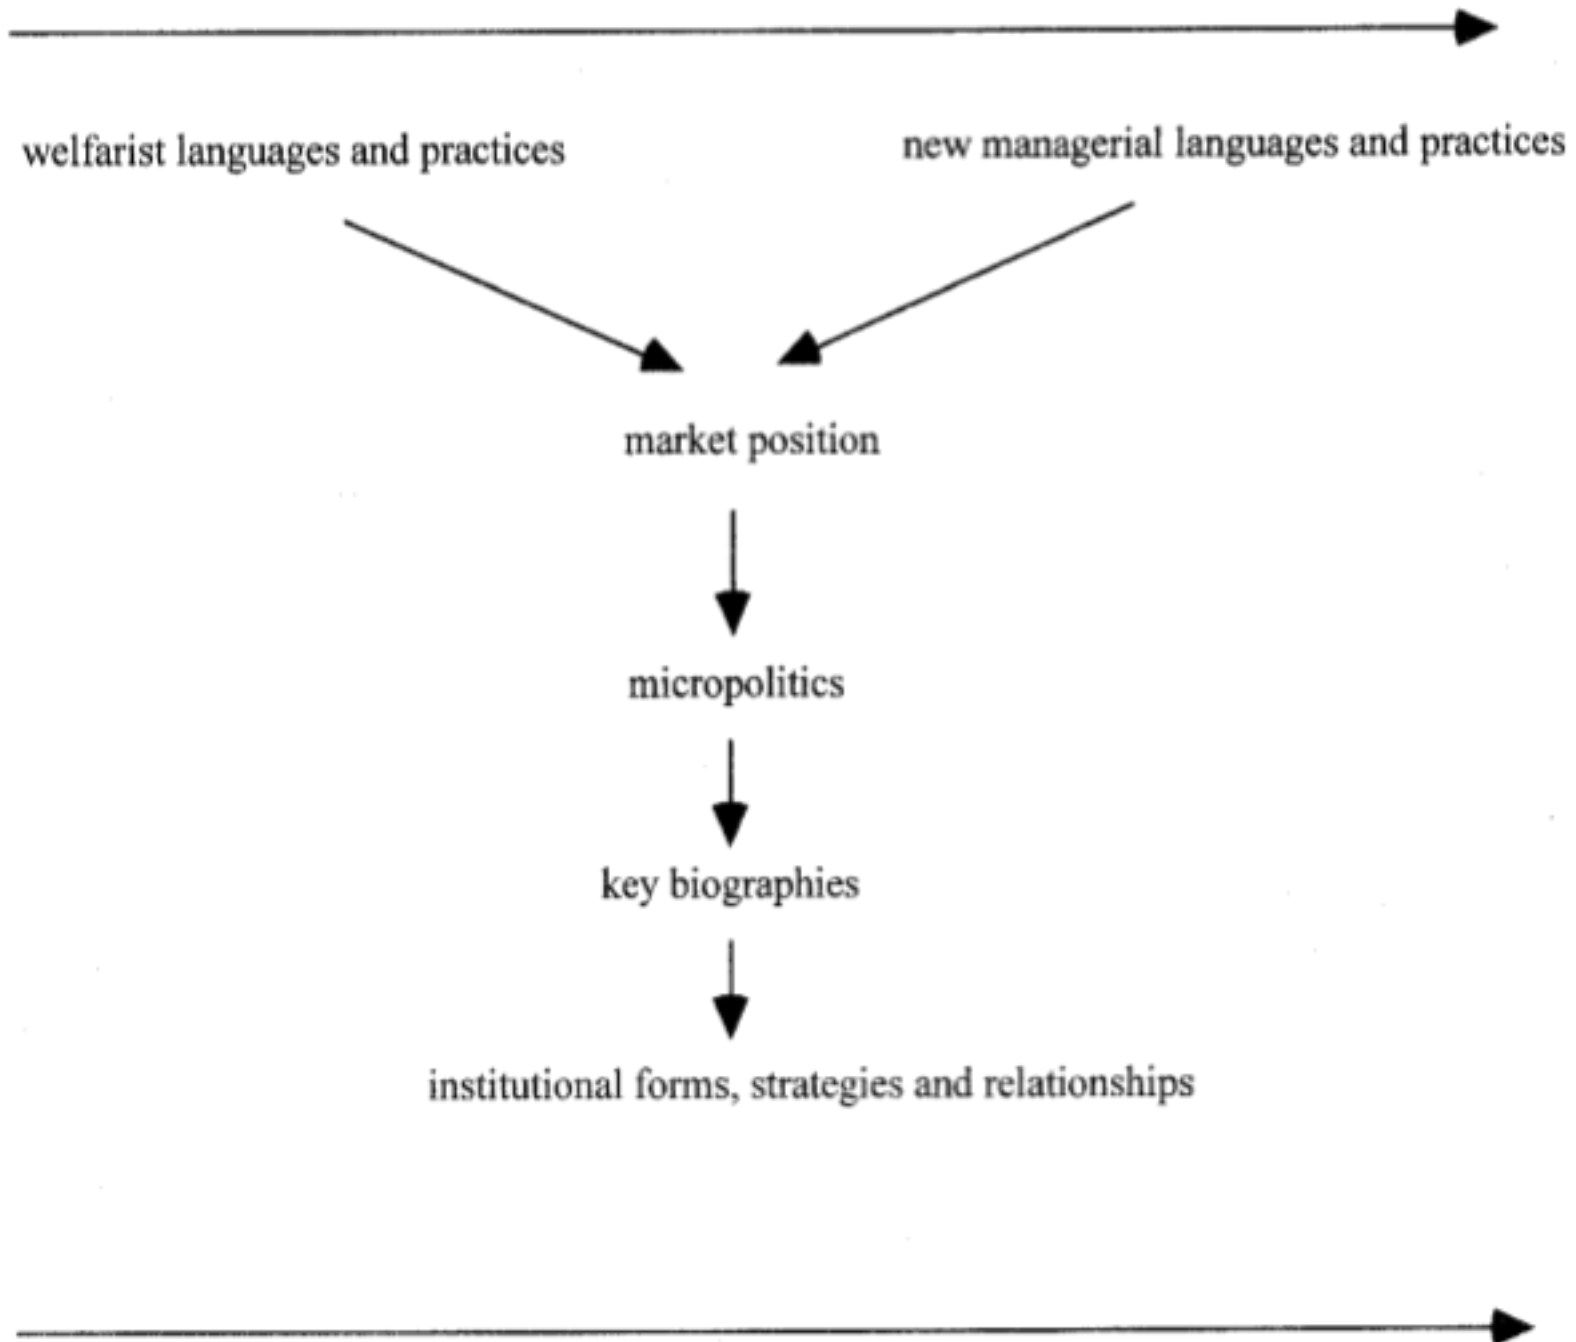 welfarist languages and practices
new managerial languages and practices
market position
micropolitics
key biographies
institutional forms, strategies and relationships